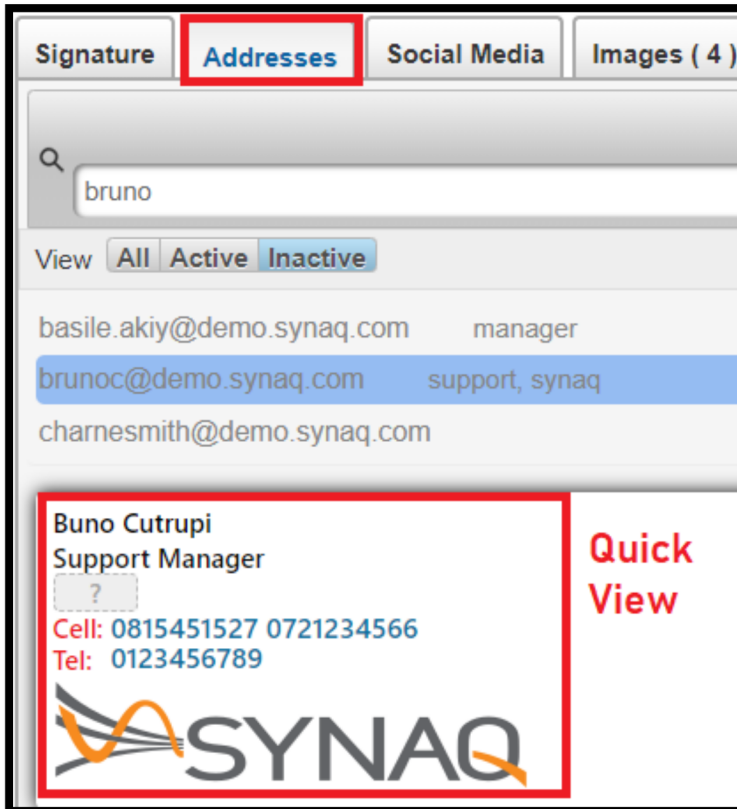 Signature Addresses Social Media Images ( 4 )
bruno
View All Active Inactive
basile.akiy@demo.synaq.com manager
brunoc@demo.synaq.com support, synaq
charnesmith@demo.synaq.com
Buno Cutrupi
Support Manager
?
Cell: 0815451527 0721234566
Tel: 0123456789
SYNAQ
Quick
View